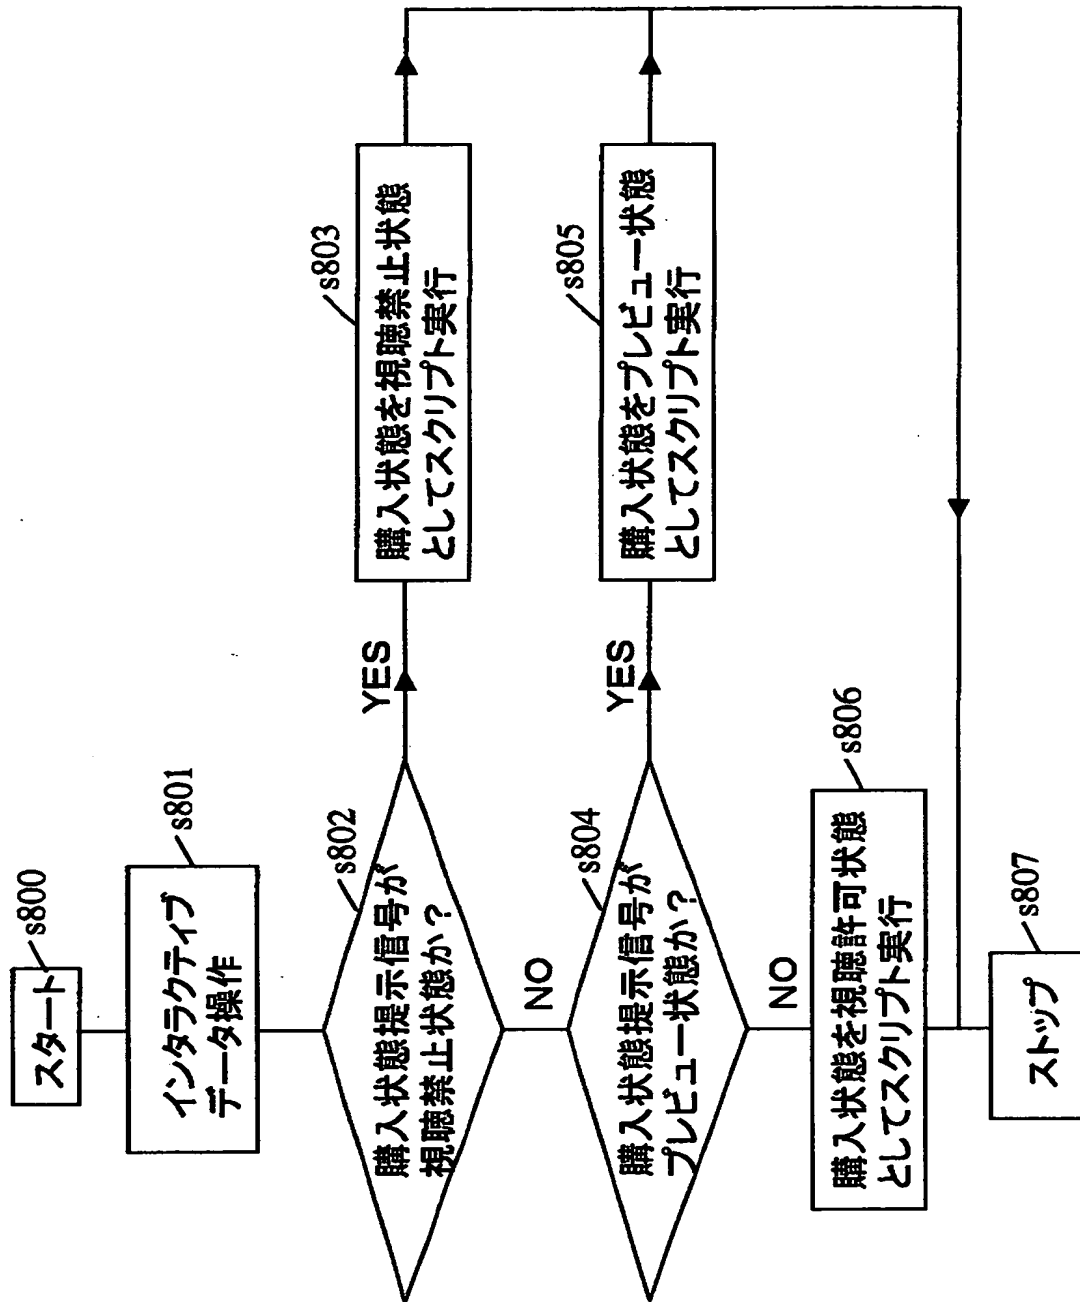 スタート
s800
インタラクティブ
データ操作
s801
購入状態提示信号が
視聴禁止状態か？
s802
YES
購入状態を視聴禁止状態
としてスクリプト実行
s803
NO
購入状態提示信号が
プレビュー状態か？
s804
YES
購入状態をプレビュー状態
としてスクリプト実行
s805
NO
購入状態を視聴許可状態
としてスクリプト実行
s806
ストップ
s807